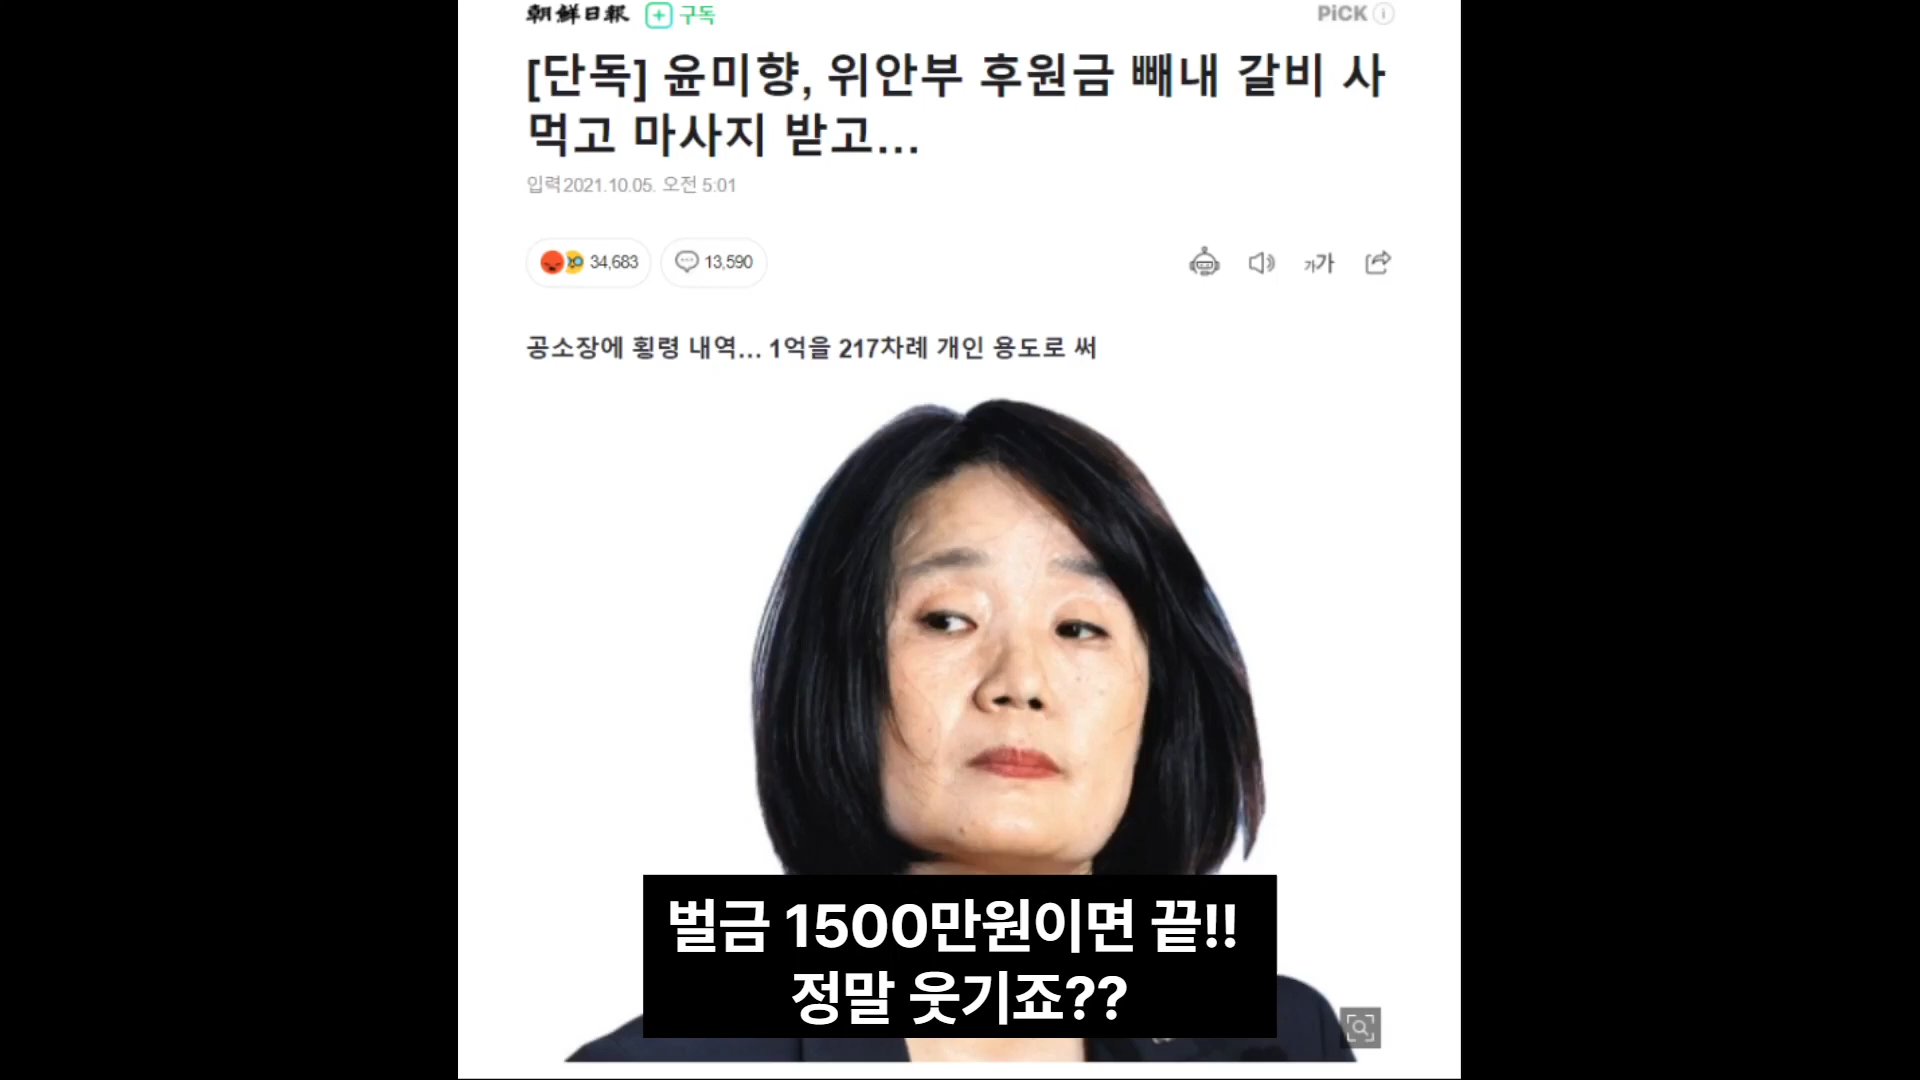 朝鮮日報 구독 PiCK
[단독] 윤미향, 위안부 후원금 빼내 갈비 사
먹고 마사지 받고...
입력2021.10.05. 오전 5:01
34,683 13,590 가가
공소장에 횡령 내역... 1억을 217차례 개인 용도로 써
벌금 1500만원이면 끝!!
정말 웃기죠??